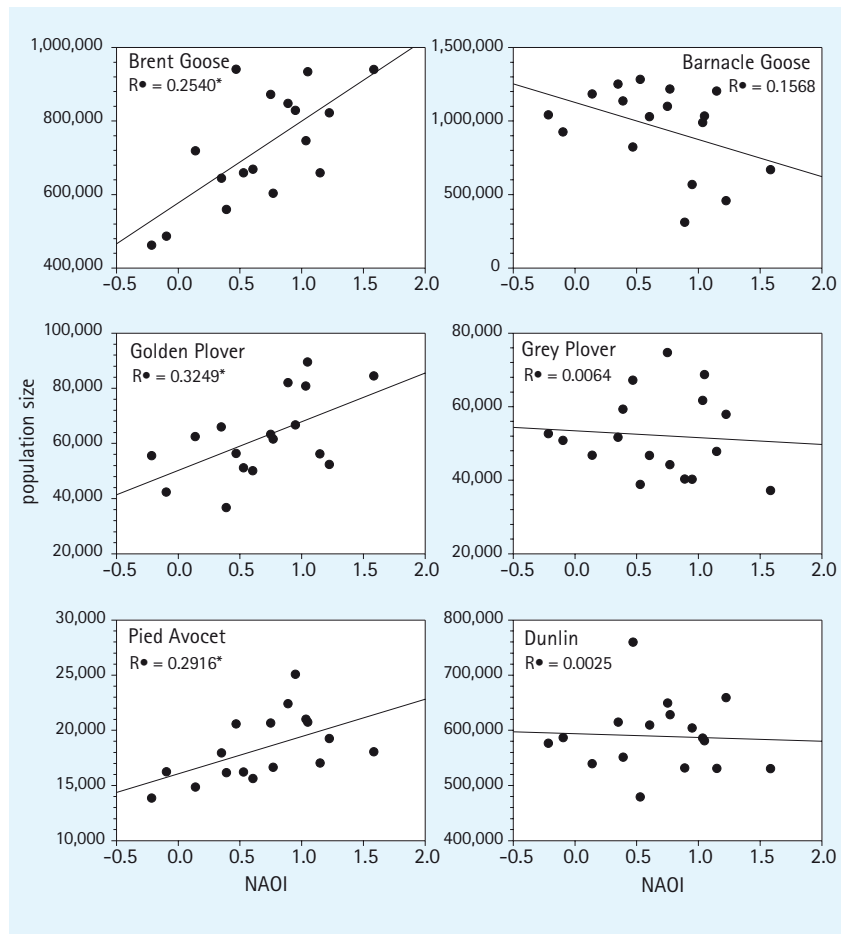 Brent Goose
R● = 0.2540*
1,000,000
800,000
600,000
400,000
-0.5 0.0 0.5 1.0 1.5 2.0
Barnacle Goose
R● = 0.1568
1,500,000
1,000,000
500,000
0
-0.5 0.0 0.5 1.0 1.5 2.0
population size
Golden Plover
R● = 0.3249*
100,000
80,000
60,000
40,000
20,000
-0.5 0.0 0.5 1.0 1.5 2.0
Grey Plover
R● = 0.0064
80,000
60,000
40,000
20,000
-0.5 0.0 0.5 1.0 1.5 2.0
Pied Avocet
R● = 0.2916*
30,000
25,000
20,000
15,000
10,000
-0.5 0.0 0.5 1.0 1.5 2.0
NAOI
Dunlin
R● = 0.0025
800,000
700,000
600,000
500,000
400,000
-0.5 0.0 0.5 1.0 1.5 2.0
NAOI